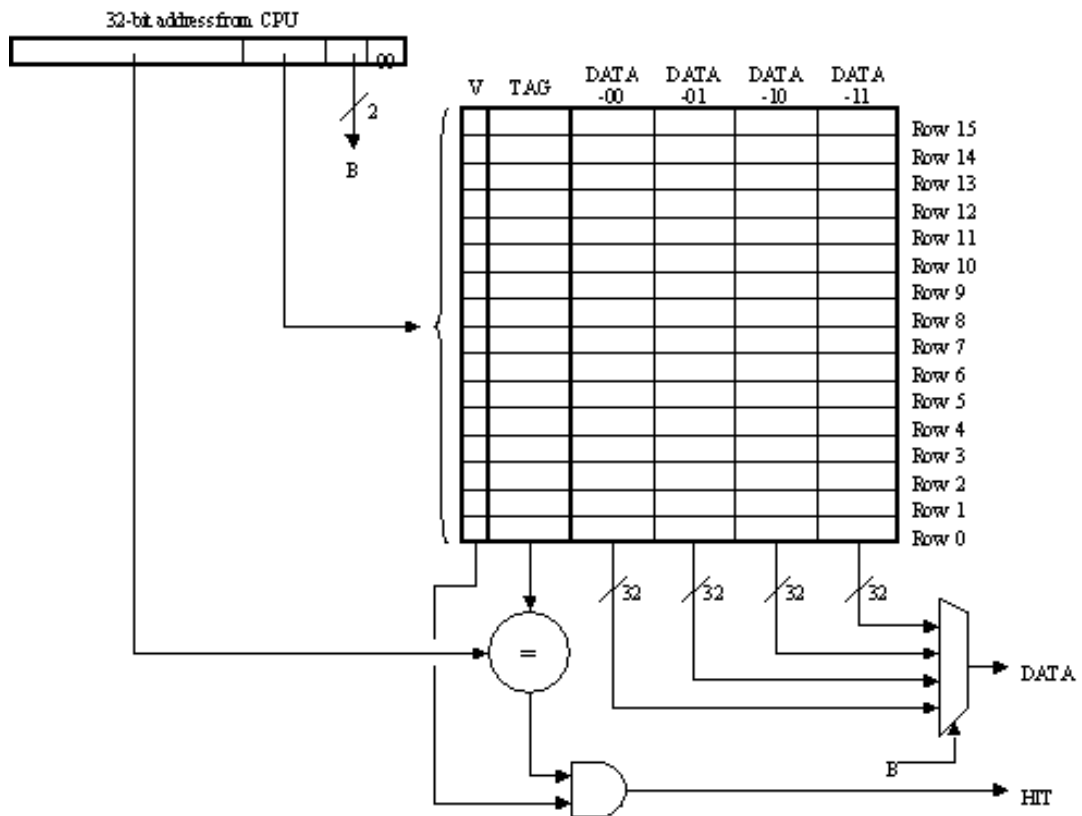 32-bit address from CPU
00
2
B
V TAG DATA -00 DATA -01 DATA -10 DATA -11
Row 15
Row 14
Row 13
Row 12
Row 11
Row 10
Row 9
Row 8
Row 7
Row 6
Row 5
Row 4
Row 3
Row 2
Row 1
Row 0
32 32 32 32
=
DATA
B
HIT